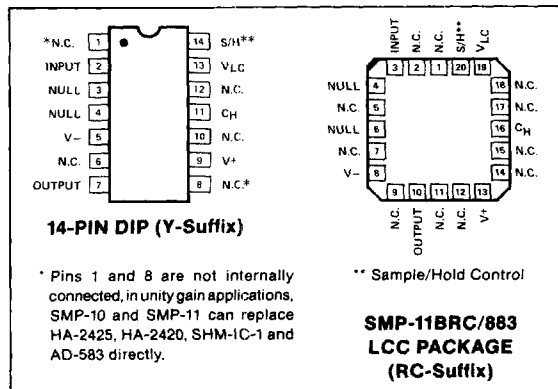 *N.C. 1
INPUT 2
NULL 3
NULL 4
V− 5
N.C. 6
OUTPUT 7
14 S/H**
13 VLC
12 N.C.
11 CH
10 N.C.
9 V+
8 N.C.*
14-PIN DIP (Y-Suffix)
* Pins 1 and 8 are not internally
connected, in unity gain applications,
SMP-10 and SMP-11 can replace
HA-2425, HA-2420, SHM-IC-1 and
AD-583 directly.
INPUT N.C. N.C. S/H** VLC
3 2 1 20 19
NULL 4
N.C. 5
NULL 6
N.C. 7
V− 8
18 N.C.
17 N.C.
16 CH
15 N.C.
14 N.C.
9 10 11 12 13
N.C. OUTPUT N.C. N.C. V+
** Sample/Hold Control
SMP-11BRC/883
LCC PACKAGE
(RC-Suffix)